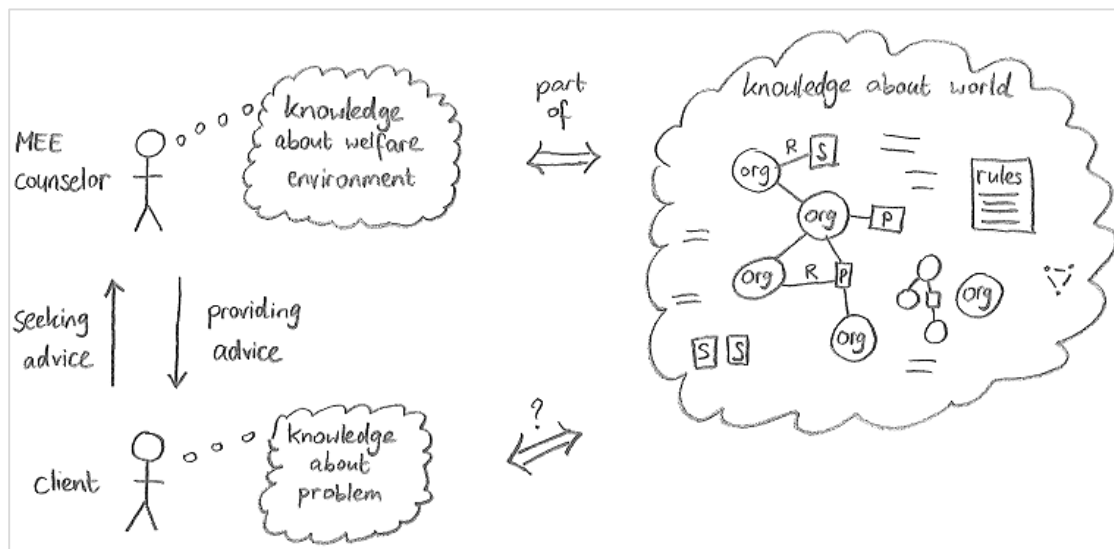 MEE
counselor
knowledge
about welfare
environment
part
of
knowledge about world
R
S
org
org
P
rules
org
R
P
org
org
S
S
seeking
advice
providing
advice
?
client
knowledge
about
problem